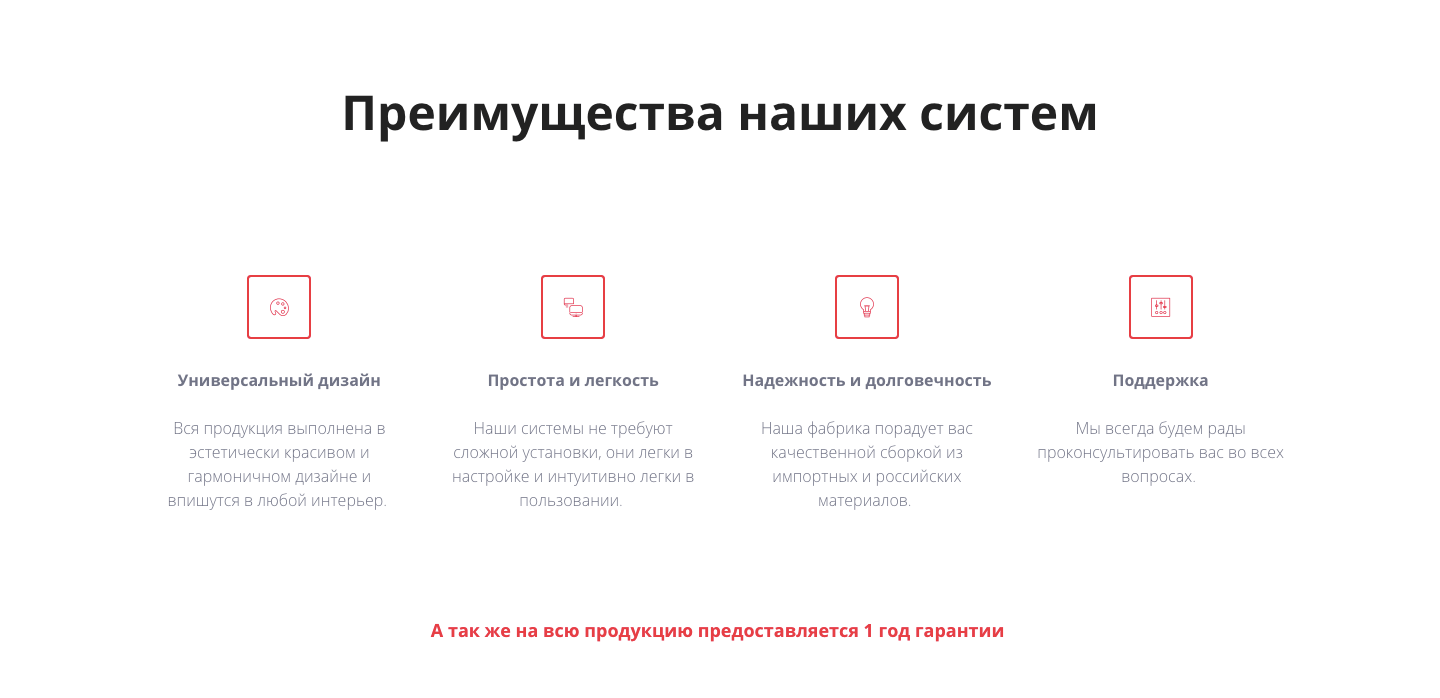 Преимущества наших систем
Универсальный дизайн
Вся продукция выполнена в
эстетически красивом и
гармоничном дизайне и
впишутся в любой интерьер.
Простота и легкость
Наши системы не требуют
сложной установки, они легки в
настройке и интуитивно легки в
пользовании.
Надежность и долговечность
Наша фабрика порадует вас
качественной сборкой из
импортных и российских
материалов.
Поддержка
Мы всегда будем рады
проконсультировать вас во всех
вопросах.
А так же на всю продукцию предоставляется 1 год гарантии